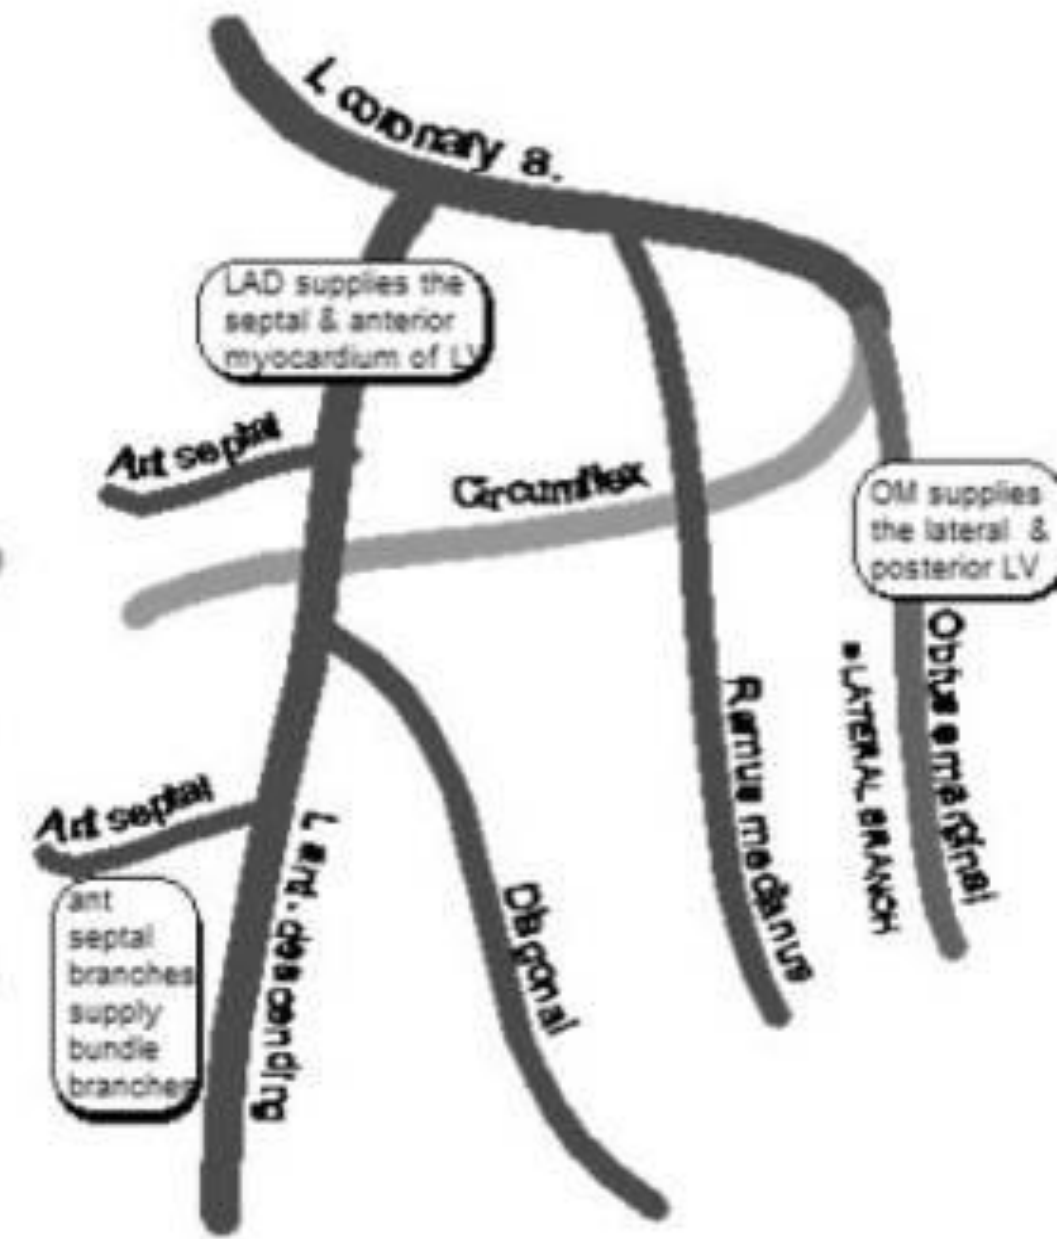 L coronary a.
LAD supplies the
septal & anterior
myocardium of LV
Ant septal
Circumflex
OM supplies
the lateral &
posterior LV
Obtuse marginal
LATERAL BRANCH
Ramus medianus
Ant septal
ant
septal
branches
supply
bundle
branches
L ant. descending
Diagonal